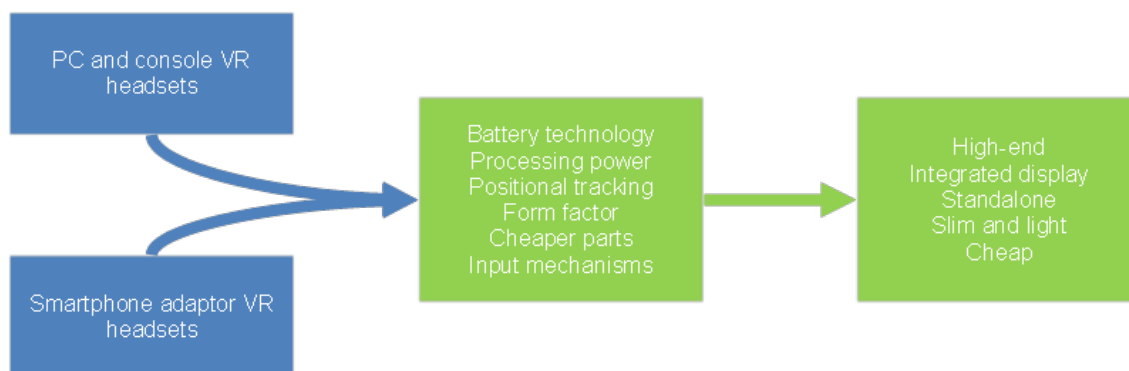 PC and console VR
headsets
Smartphone adaptor VR
headsets
Battery technology
Processing power
Positional tracking
Form factor
Cheaper parts
Input mechanisms
High-end
Integrated display
Standalone
Slim and light
Cheap